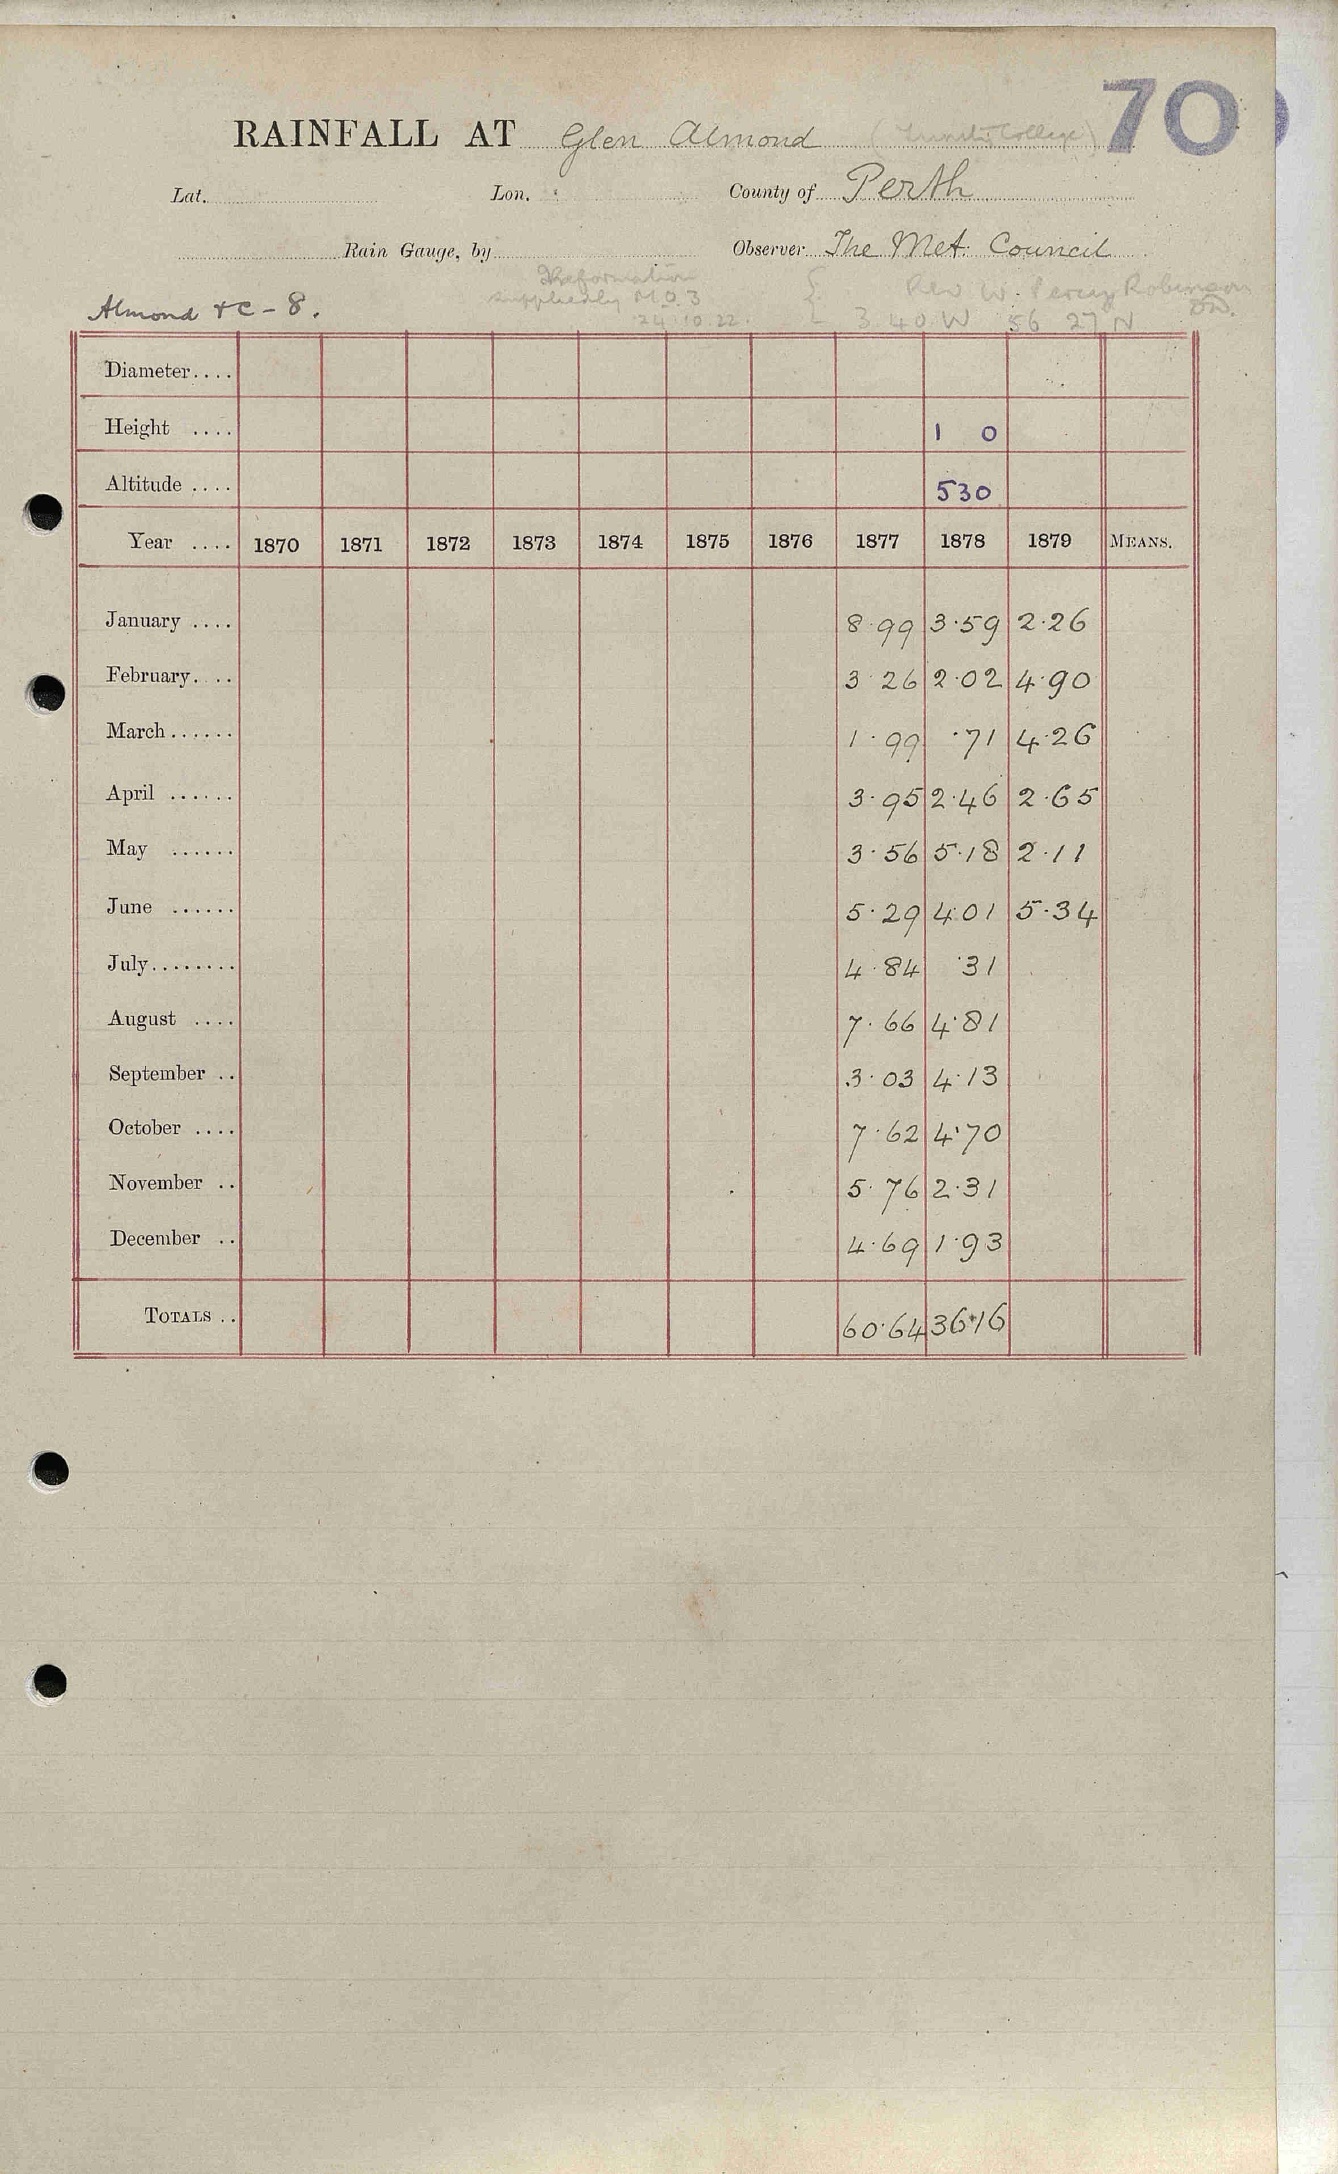 70
RAINFALL AT Glen Almond (Trinity College)
Lat. Lon. County of Perth
Rain Gauge, by Observer The Met. Council
Information
supplied by M.O.3
24.10.22.
Rev W. Percy Robinson
DD.
3 40 W 56 27 N
Almond & C - 8.
Diameter....
Height .... 1 0
Altitude .... 530
Year .... 1870 1871 1872 1873 1874 1875 1876 1877 1878 1879 MEANS.
January .... 8.99 3.59 2.26
February.... 3.26 2.02 4.90
March...... 1.99 .71 4.26
April ...... 3.95 2.46 2.65
May ...... 3.56 5.18 2.11
June ...... 5.29 4.01 5.34
July........ 4.84 .31
August .... 7.66 4.81
September .. 3.03 4.13
October .... 7.62 4.70
November .. 5.76 2.31
December .. 4.69 1.93
TOTALS .. 60.64 36.16